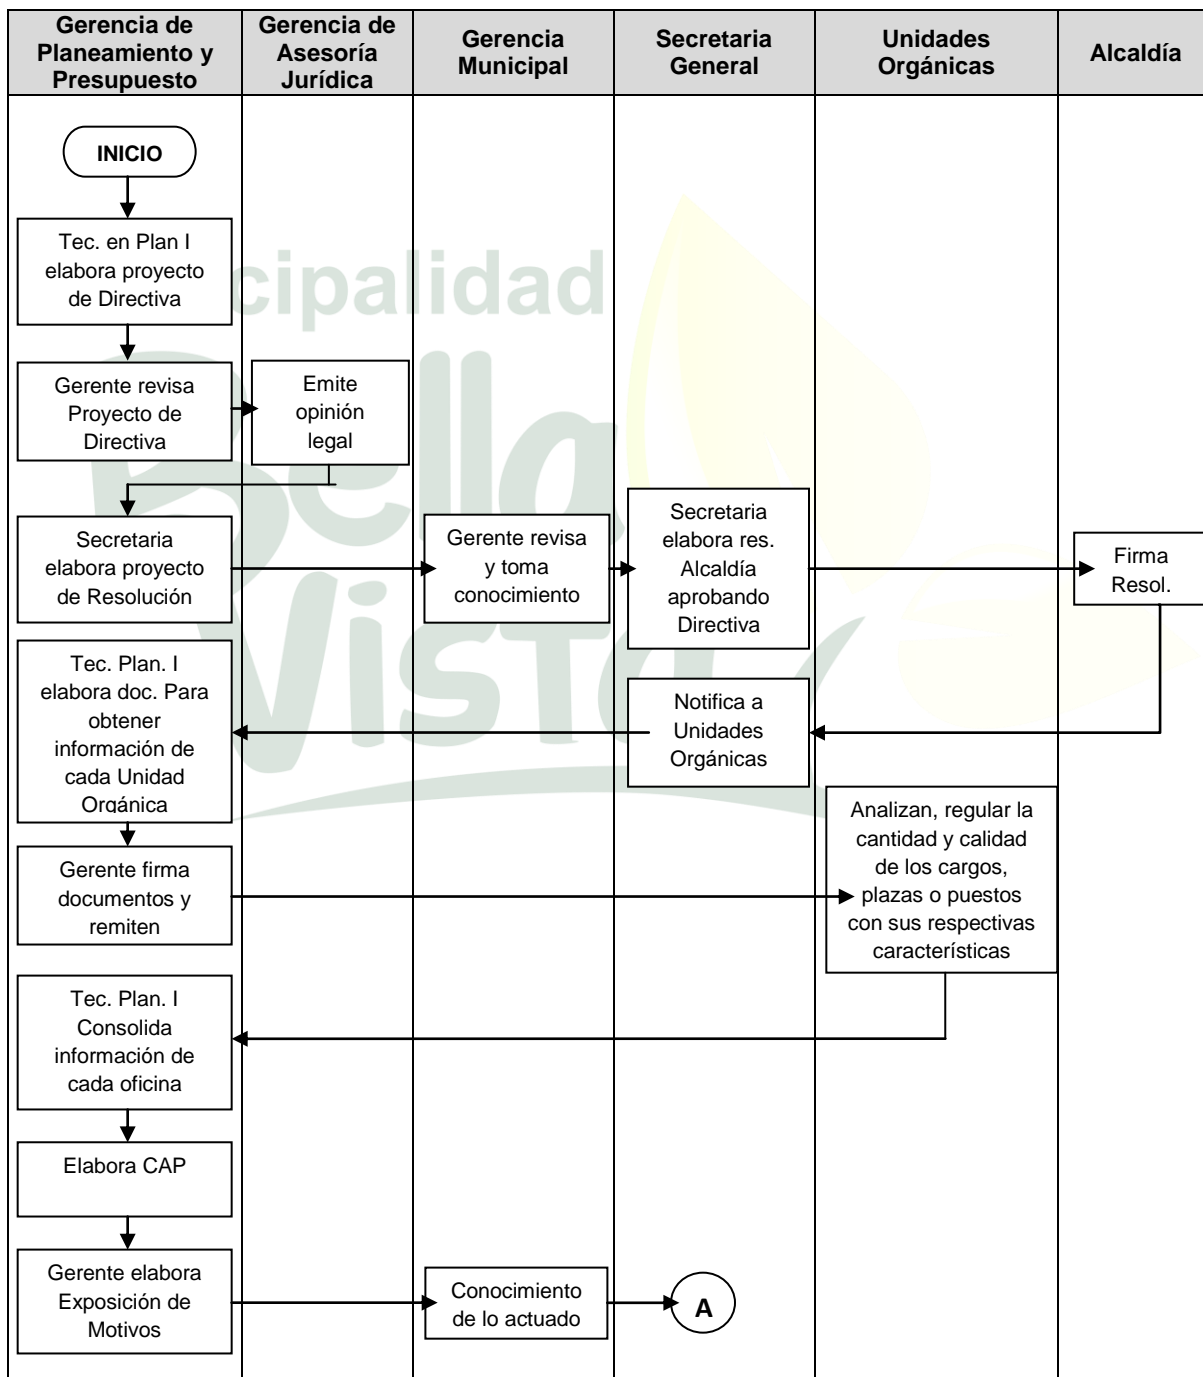 Gerencia de
Planeamiento y
Presupuesto
Gerencia de
Asesoría
Jurídica
Gerencia
Municipal
Secretaria
General
Unidades
Orgánicas
Alcaldía
INICIO
Tec. en Plan I
elabora proyecto
de Directiva
Gerente revisa
Proyecto de
Directiva
Emite
opinión
legal
Secretaria
elabora proyecto
de Resolución
Gerente revisa
y toma
conocimiento
Secretaria
elabora res.
Alcaldía
aprobando
Directiva
Firma
Resol.
Tec. Plan. I
elabora doc. Para
obtener
información de
cada Unidad
Orgánica
Notifica a
Unidades
Orgánicas
Gerente firma
documentos y
remiten
Analizan, regular la
cantidad y calidad
de los cargos,
plazas o puestos
con sus respectivas
características
Tec. Plan. I
Consolida
información de
cada oficina
Elabora CAP
Gerente elabora
Exposición de
Motivos
Conocimiento
de lo actuado
A
cipalidad
Bella
Vista